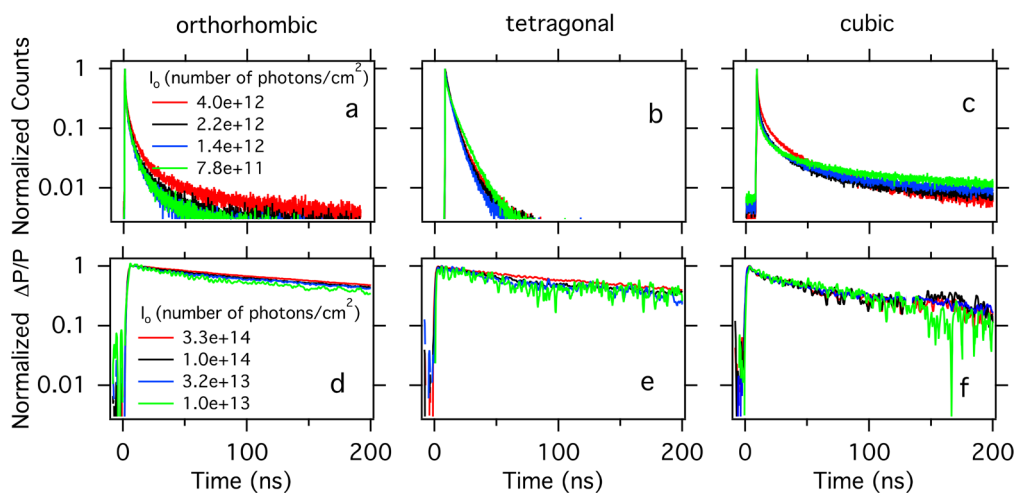 orthorhombic tetragonal cubic
Normalized Counts
1
0.1
0.01
I₀ (number of photons/cm²)
4.0e+12
2.2e+12
1.4e+12
7.8e+11
a
b
c
Normalized ΔP/P
1
0.1
0.01
I₀ (number of photons/cm²)
3.3e+14
1.0e+14
3.2e+13
1.0e+13
d
e
f
0 100 200 0 100 200 0 100 200
Time (ns) Time (ns) Time (ns)